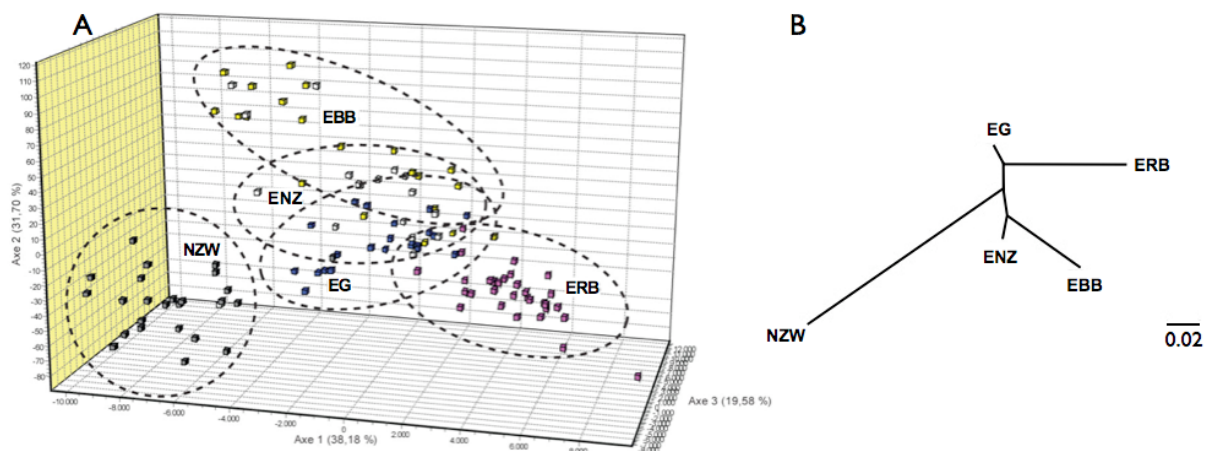 A
B
120
110
100
90
80
70
60
50
40
30
20
10
0
-10
-20
-30
-40
-50
-60
-70
-80
Axe 2 (31,70 %)
EBB
ENZ
NZW
EG
ERB
-10.000
-8.000
-6.000
-4.000
-2.000
0
2.000
4.000
6.000
Axe 1 (38,18 %)
Axe 3 (19,58 %)
12.000
EG
ERB
ENZ
EBB
NZW
0.02